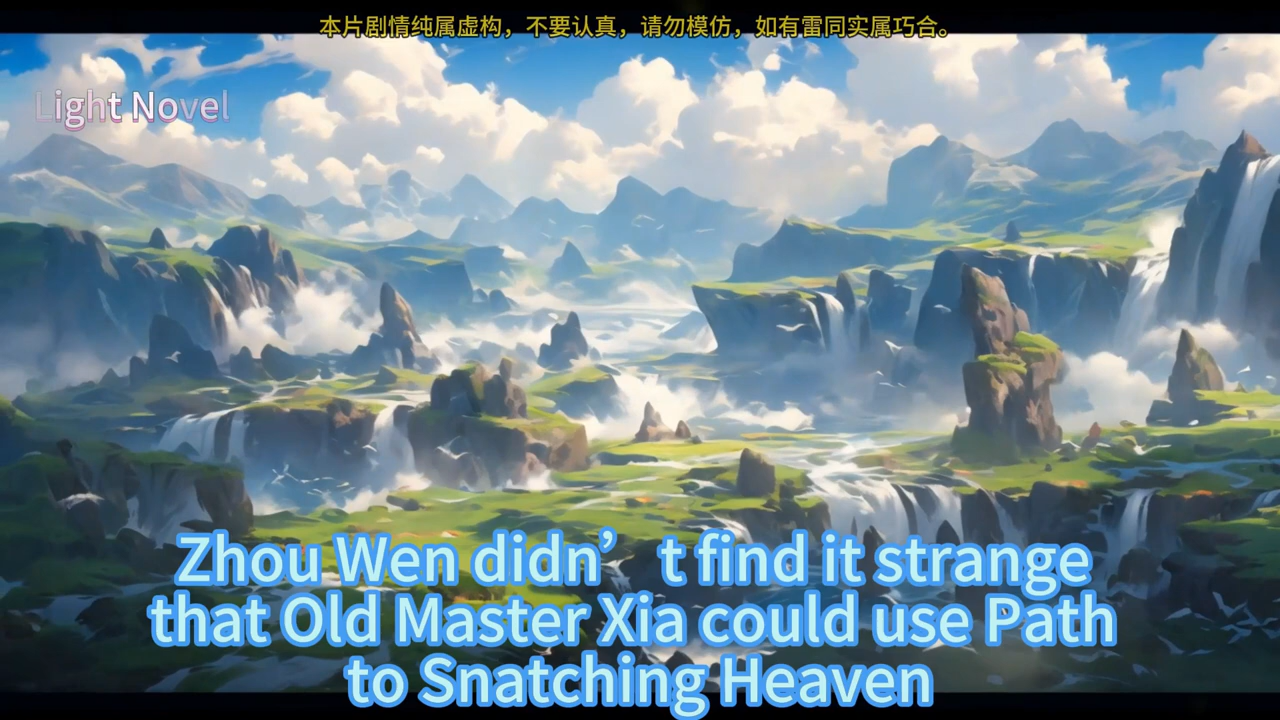 本片剧情纯属虚构，不要认真，请勿模仿，如有雷同实属巧合。
Light Novel
Zhou Wen didn’t find it strange
that Old Master Xia could use Path
to Snatching Heaven